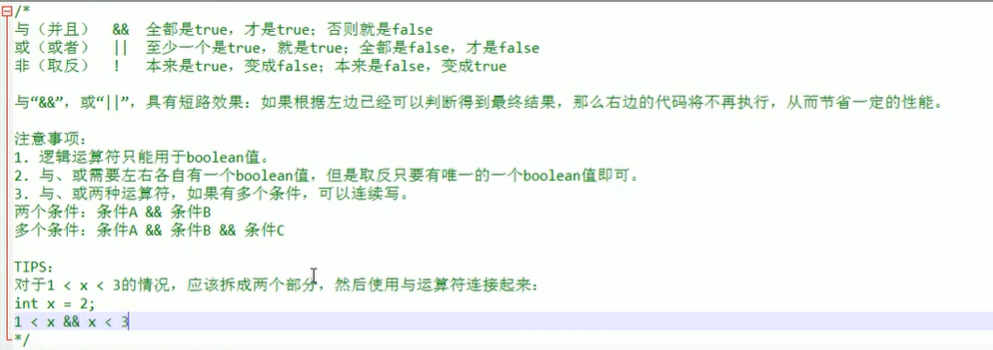 /*
与（并且） && 全都是true，才是true；否则就是false
或（或者） || 至少一个是true，就是true；全都是false，才是false
非（取反） ! 本来是true，变成false；本来是false，变成true
与“&&”，或“||”，具有短路效果：如果根据左边已经可以判断得到最终结果，那么右边的代码将不再执行，从而节省一定的性能。
注意事项：
1. 逻辑运算符只能用于boolean值。
2. 与、或需要左右各自有一个boolean值，但是取反只要有唯一的一个boolean值即可。
3. 与、或两种运算符，如果有多个条件，可以连续写。
两个条件：条件A && 条件B
多个条件：条件A && 条件B && 条件C
TIPS:
对于1 < x < 3的情况，应该拆成两个部分，然后使用与运算符连接起来：
int x = 2;
1 < x && x < 3
*/